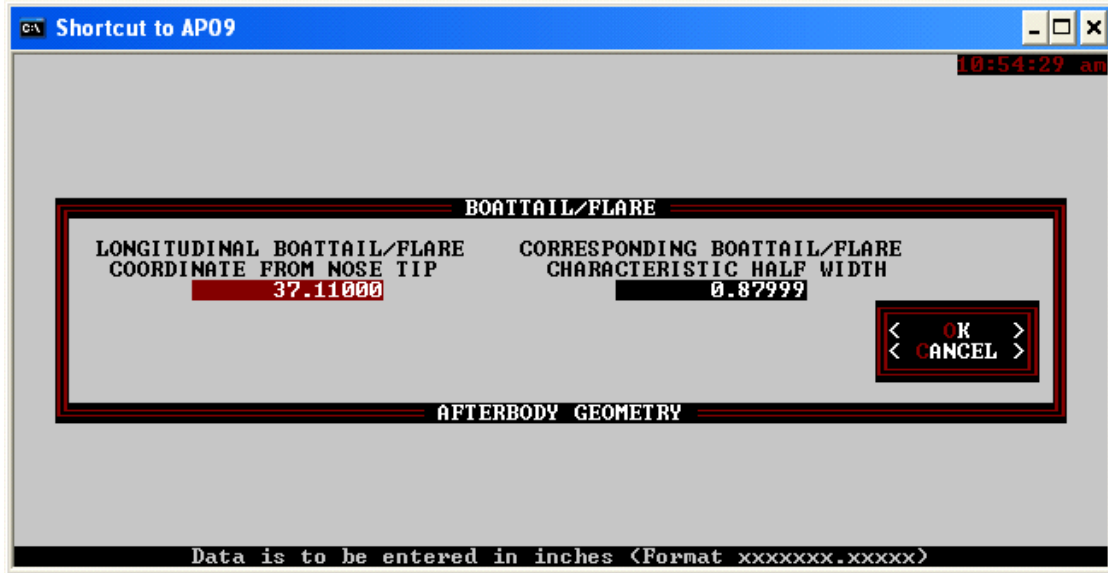 Shortcut to AP09
10:54:29 am
BOATTAIL/FLARE
LONGITUDINAL BOATTAIL/FLARE
COORDINATE FROM NOSE TIP
37.11000
CORRESPONDING BOATTAIL/FLARE
CHARACTERISTIC HALF WIDTH
0.87999
< OK >
< CANCEL >
AFTERBODY GEOMETRY
Data is to be entered in inches (Format xxxxxxx.xxxxx)